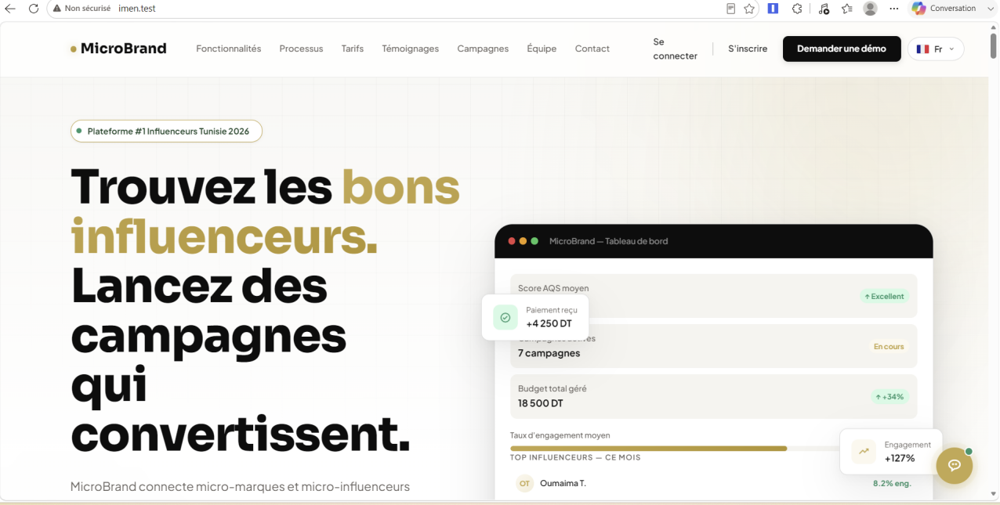 Non sécurisé imen.test
Conversation
MicroBrand
Fonctionnalités Processus Tarifs Témoignages Campagnes Équipe Contact
Se
connecter
S'inscrire
Demander une démo
Fr
Plateforme #1 Influenceurs Tunisie 2026
Trouvez les bons
influenceurs.
Lancez des
campagnes
qui
convertissent.
MicroBrand connecte micro-marques et micro-influenceurs
MicroBrand — Tableau de bord
Score AQS moyen
↑ Excellent
Paiement reçu
+4 250 DT
Campagnes actives
7 campagnes
En cours
Budget total géré
18 500 DT
↑ +34%
Taux d'engagement moyen
TOP INFLUENCEURS — CE MOIS
Engagement
+127%
OT Oumaima T.
8.2% eng.